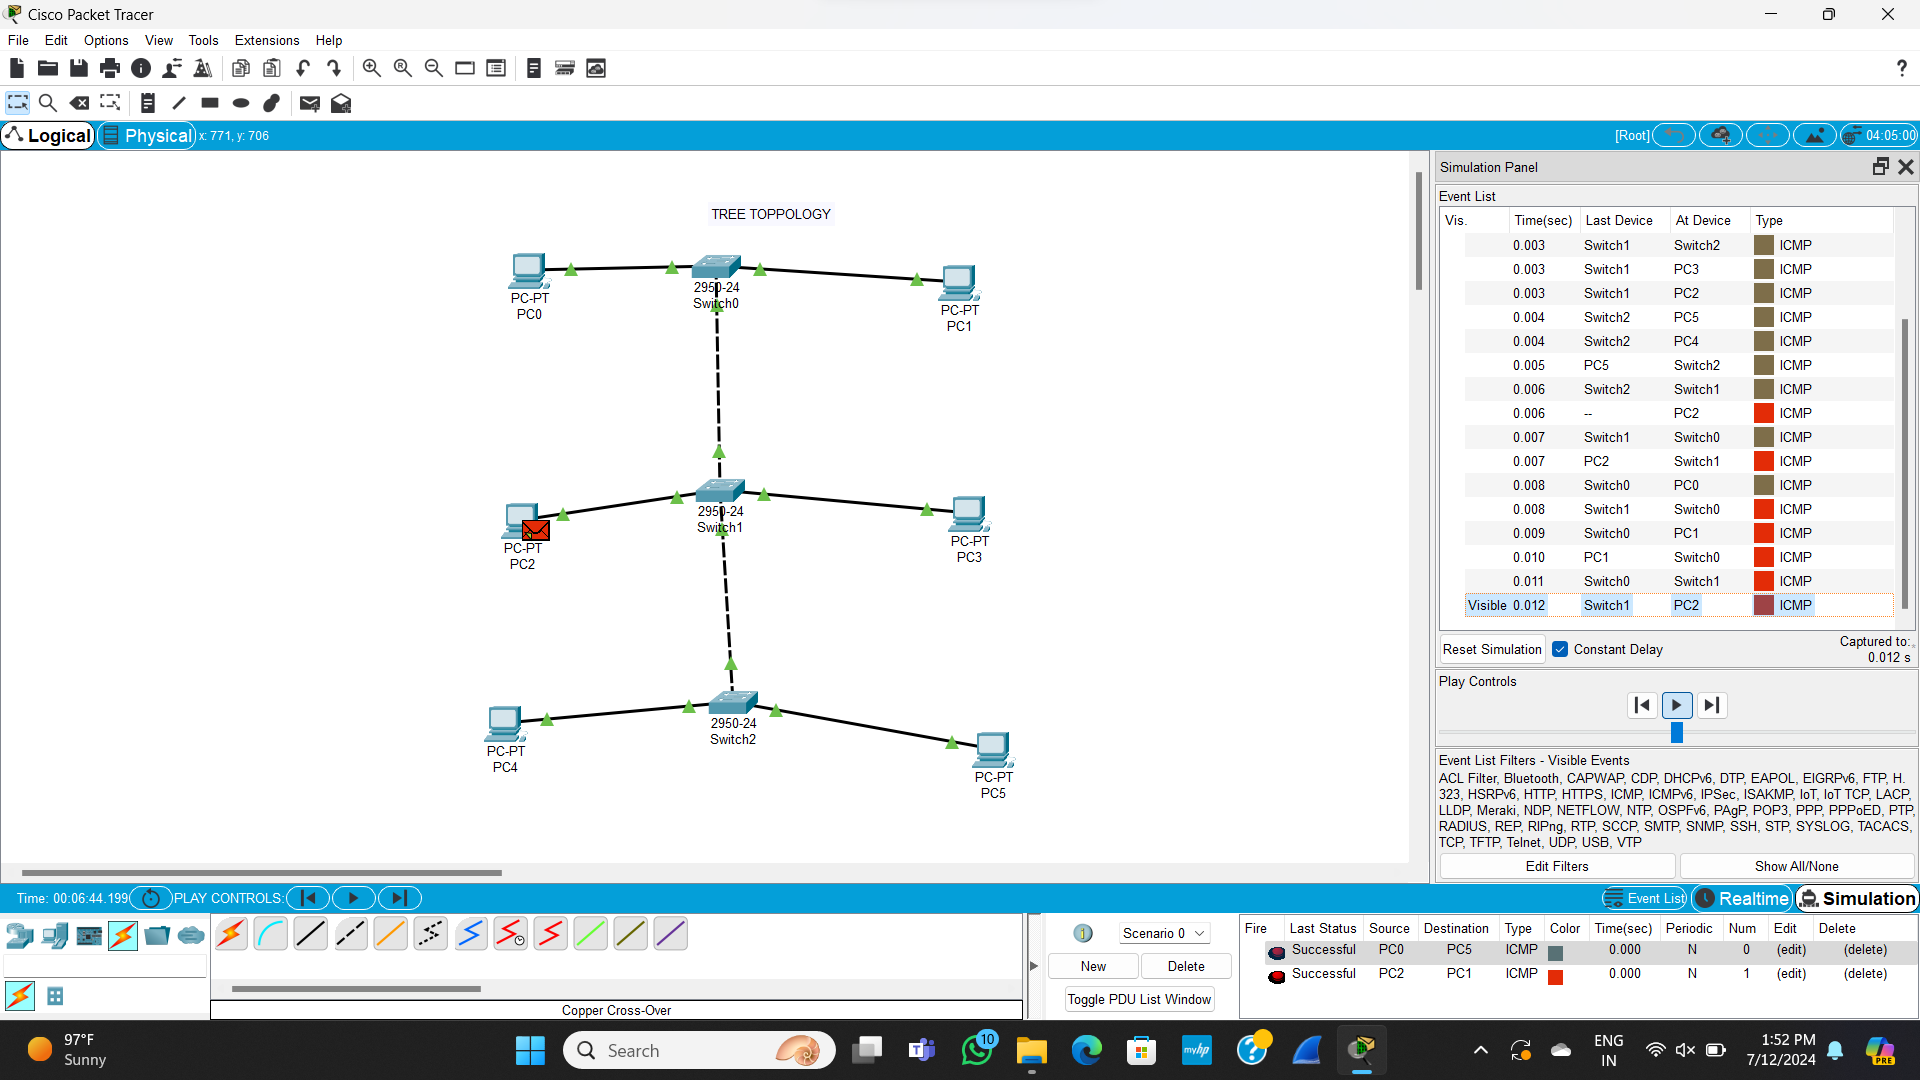 Cisco Packet Tracer
File Edit Options View Tools Extensions Help
?
Logical Physical x: 771, y: 706 [Root] 04:05:00
TREE TOPPOLOGY
PC-PT
PC0
2950-24
Switch0
PC-PT
PC1
PC-PT
PC2
2950-24
Switch1
PC-PT
PC3
PC-PT
PC4
2950-24
Switch2
PC-PT
PC5
Simulation Panel
Event List
Vis. Time(sec) Last Device At Device Type
0.003 Switch1 Switch2 ICMP
0.003 Switch1 PC3 ICMP
0.003 Switch1 PC2 ICMP
0.004 Switch2 PC5 ICMP
0.004 Switch2 PC4 ICMP
0.005 PC5 Switch2 ICMP
0.006 Switch2 Switch1 ICMP
0.006 -- PC2 ICMP
0.007 Switch1 Switch0 ICMP
0.007 PC2 Switch1 ICMP
0.008 Switch0 PC0 ICMP
0.008 Switch1 Switch0 ICMP
0.009 Switch0 PC1 ICMP
0.010 PC1 Switch0 ICMP
0.011 Switch0 Switch1 ICMP
Visible 0.012 Switch1 PC2 ICMP
Reset Simulation Constant Delay Captured to:
0.012 s
Play Controls
Event List Filters - Visible Events
ACL Filter, Bluetooth, CAPWAP, CDP, DHCPv6, DTP, EAPOL, EIGRPv6, FTP, H.
323, HSRPv6, HTTP, HTTPS, ICMP, ICMPv6, IPSec, ISAKMP, IoT, IoT TCP, LACP,
LLDP, Meraki, NDP, NETFLOW, NTP, OSPFv6, PAgP, POP3, PPP, PPPoED, PTP,
RADIUS, REP, RIPng, RTP, SCCP, SMTP, SNMP, SSH, STP, SYSLOG, TACACS,
TCP, TFTP, Telnet, UDP, USB, VTP
Edit Filters Show All/None
Time: 00:06:44.199 PLAY CONTROLS: Event List Realtime Simulation
Copper Cross-Over
Scenario 0
New Delete
Toggle PDU List Window
Fire Last Status Source Destination Type Color Time(sec) Periodic Num Edit Delete
Successful PC0 PC5 ICMP 0.000 N 0 (edit) (delete)
Successful PC2 PC1 ICMP 0.000 N 1 (edit) (delete)
97°F
Sunny
Search
10
myhp
ENG
IN
1:52 PM
7/12/2024
PRE